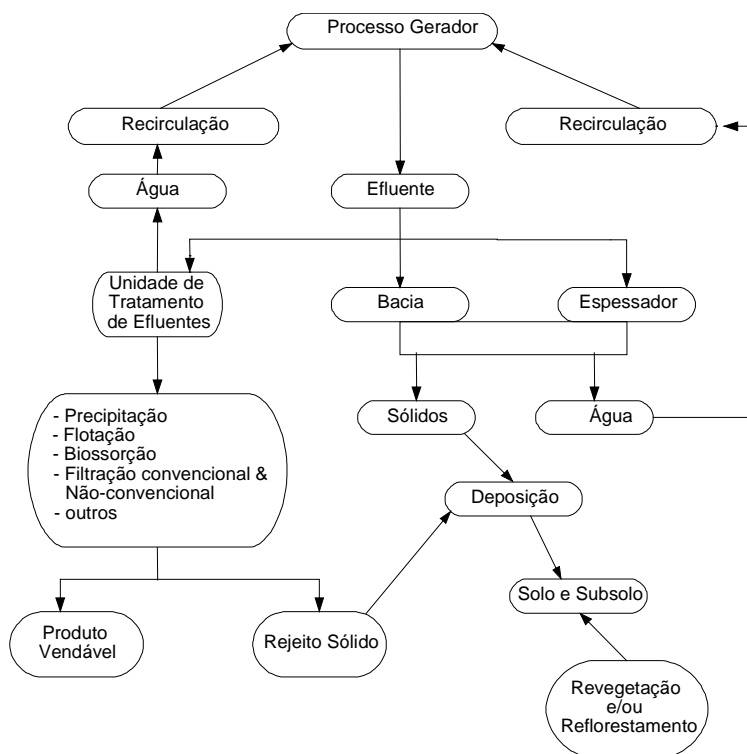 Processo Gerador
Recirculação
Recirculação
Água
Efluente
Unidade de
Tratamento
de Efluentes
Bacia
Espessador
- Precipitação
- Flotação
- Biossorção
- Filtração convencional &
Não-convencional
- outros
Sólidos
Água
Deposição
Solo e Subsolo
Produto
Vendável
Rejeito Sólido
Revegetação
e/ou
Reflorestamento